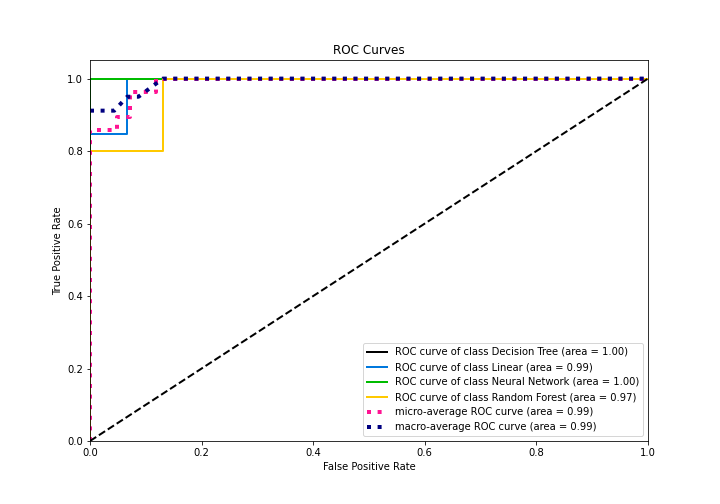 ROC Curves
True Positive Rate
1.0
0.8
0.6
0.4
0.2
0.0
0.0 0.2 0.4 0.6 0.8 1.0
False Positive Rate
ROC curve of class Decision Tree (area = 1.00)
ROC curve of class Linear (area = 0.99)
ROC curve of class Neural Network (area = 1.00)
ROC curve of class Random Forest (area = 0.97)
micro-average ROC curve (area = 0.99)
macro-average ROC curve (area = 0.99)